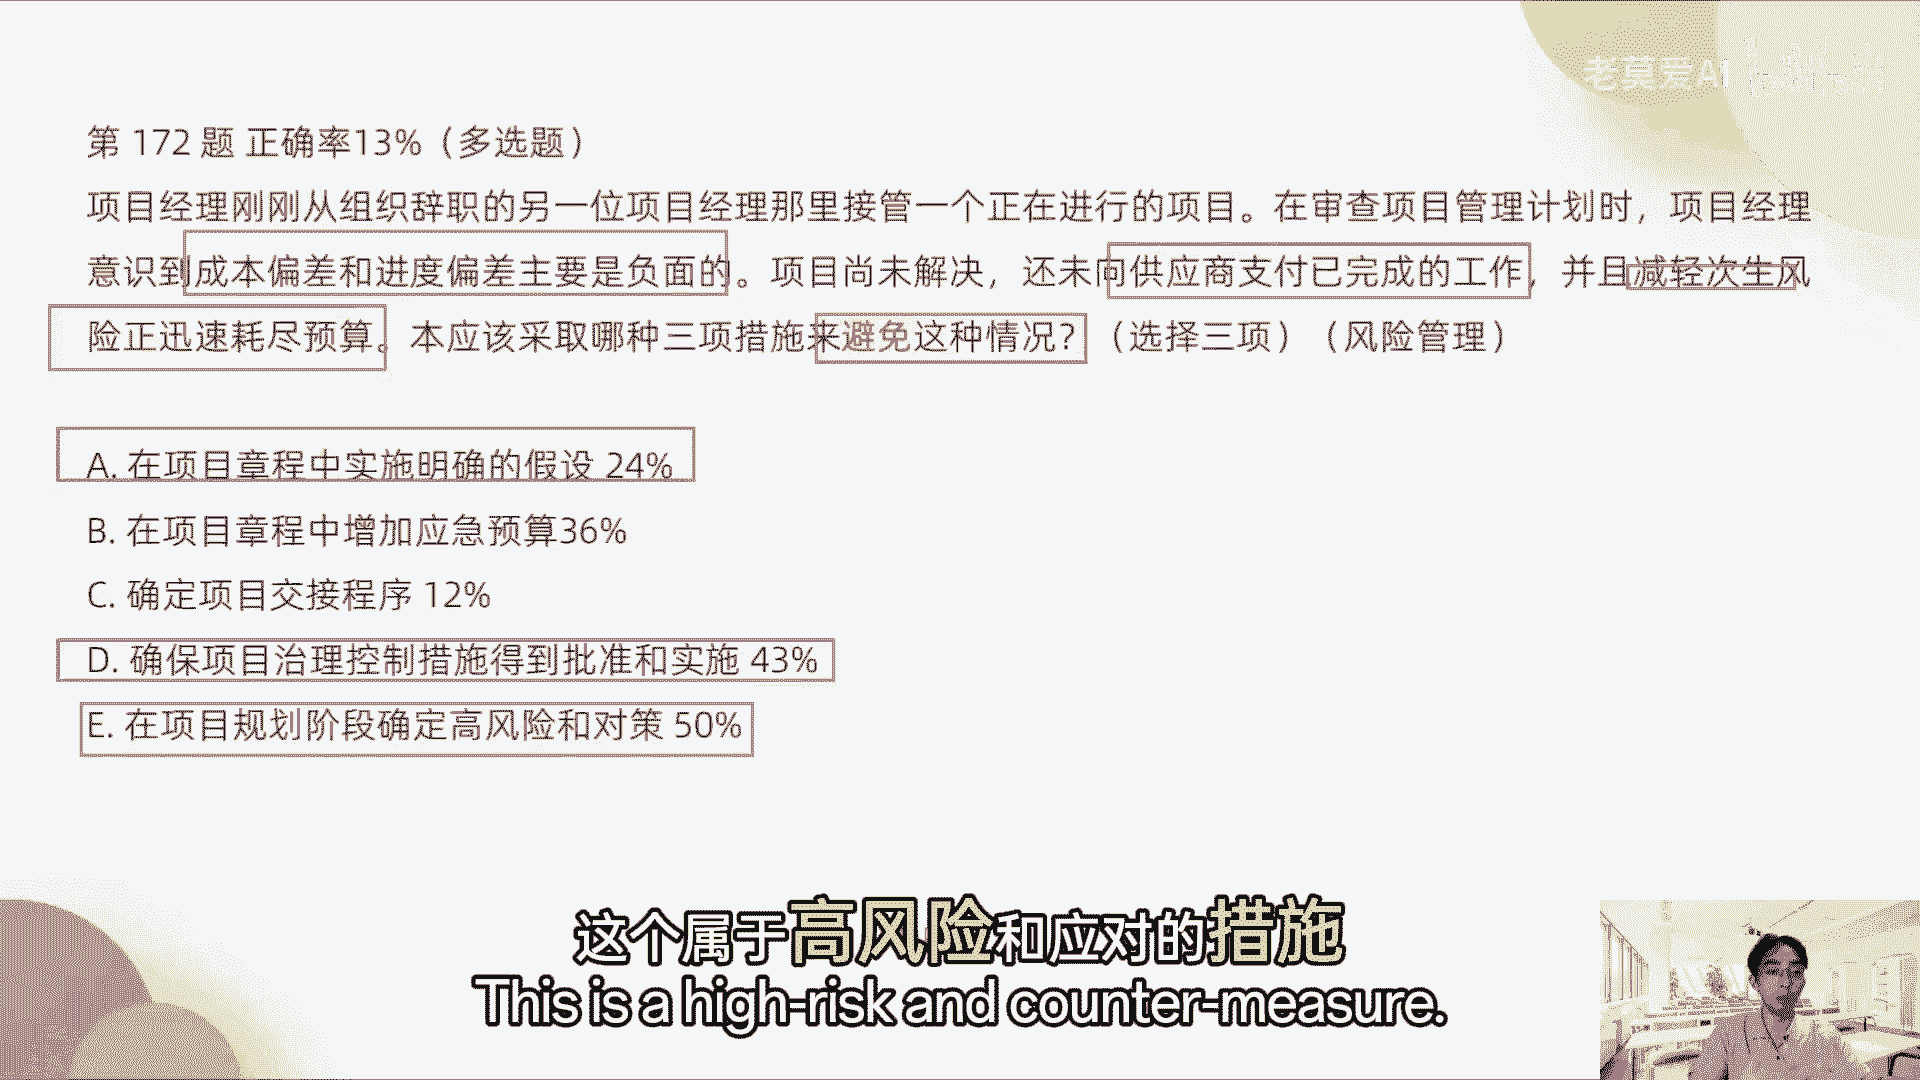 老莫爱AI
第 172 题 正确率13%（多选题）
项目经理刚刚从组织辞职的另一位项目经理那里接管一个正在进行的项目。在审查项目管理计划时，项目经理
意识到成本偏差和进度偏差主要是负面的。项目尚未解决，还未向供应商支付已完成的工作，并且减轻次生风
险正迅速耗尽预算。本应该采取哪种三项措施来避免这种情况？（选择三项）（风险管理）
A. 在项目章程中实施明确的假设 24%
B. 在项目章程中增加应急预算36%
C. 确定项目交接程序 12%
D. 确保项目治理控制措施得到批准和实施 43%
E. 在项目规划阶段确定高风险和对策 50%
这个属于高风险和应对的措施
This is a high-risk and counter-measure.